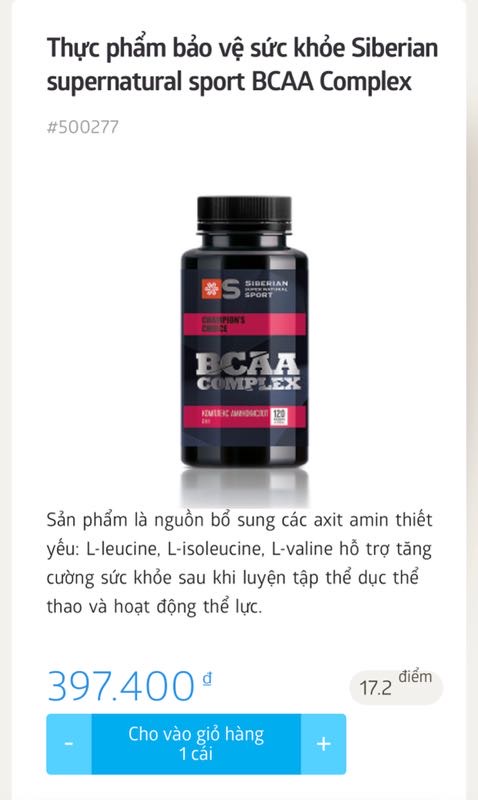 Thực phẩm bảo vệ sức khỏe Siberian
supernatural sport BCAA Complex
#500277
S SIBERIAN
SUPER NATURAL
SPORT
CHAMPION'S
CHOICE
BCAA
COMPLEX
КОМПЛЕКС АМИНОКИСЛОТ
120
Sản phẩm là nguồn bổ sung các axit amin thiết
yếu: L-leucine, L-isoleucine, L-valine hỗ trợ tăng
cường sức khỏe sau khi luyện tập thể dục thể
thao và hoạt động thể lực.
397.400 ₫
17.2 điểm
- Cho vào giỏ hàng +
1 cái